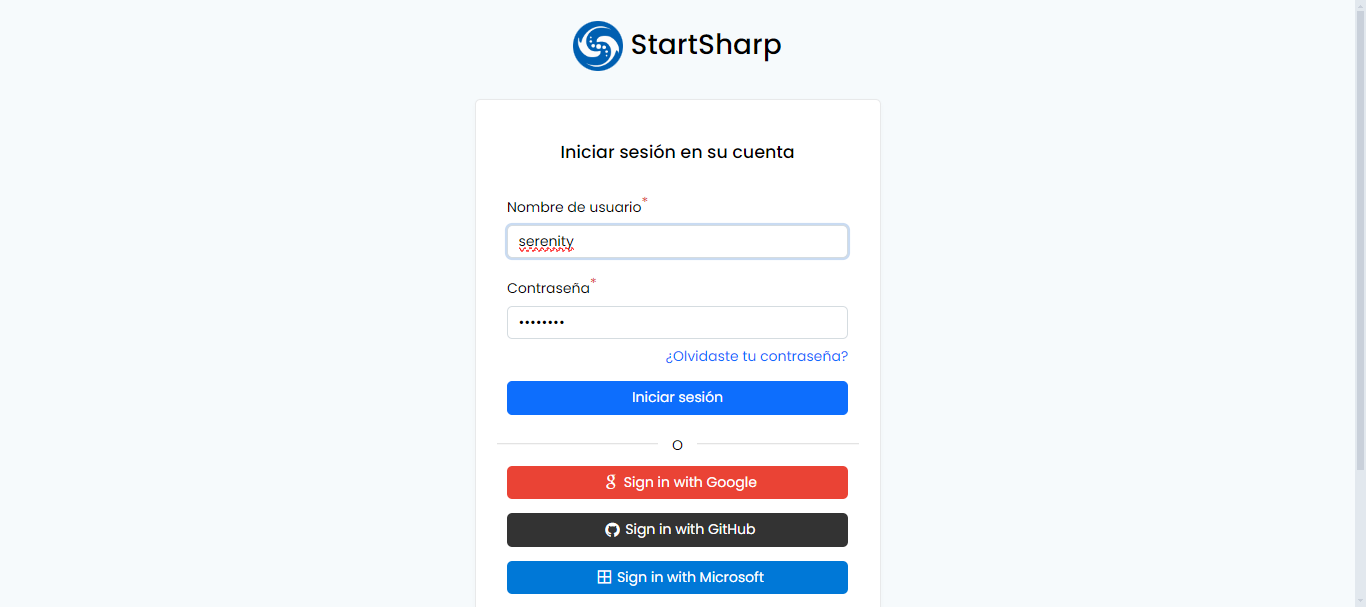 StartSharp
Iniciar sesión en su cuenta
Nombre de usuario*
serenity
Contraseña*
••••••••
¿Olvidaste tu contraseña?
Iniciar sesión
O
Sign in with Google
Sign in with GitHub
Sign in with Microsoft